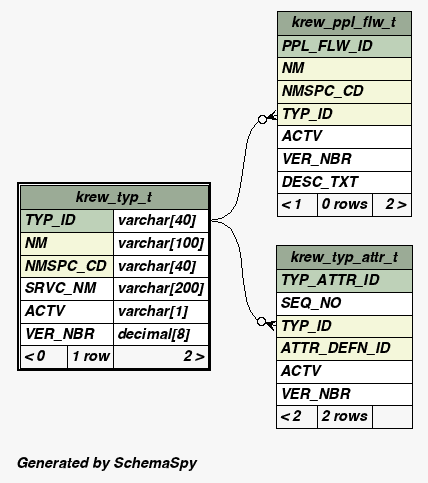 krew_ppl_flw_t
PPL_FLW_ID
NM
NMSPC_CD
TYP_ID
ACTV
VER_NBR
DESC_TXT
< 1 0 rows 2 >
krew_typ_t
TYP_ID varchar[40]
NM varchar[100]
NMSPC_CD varchar[40]
SRVC_NM varchar[200]
ACTV varchar[1]
VER_NBR decimal[8]
< 0 1 row 2 >
krew_typ_attr_t
TYP_ATTR_ID
SEQ_NO
TYP_ID
ATTR_DEFN_ID
ACTV
VER_NBR
< 2 2 rows
Generated by SchemaSpy